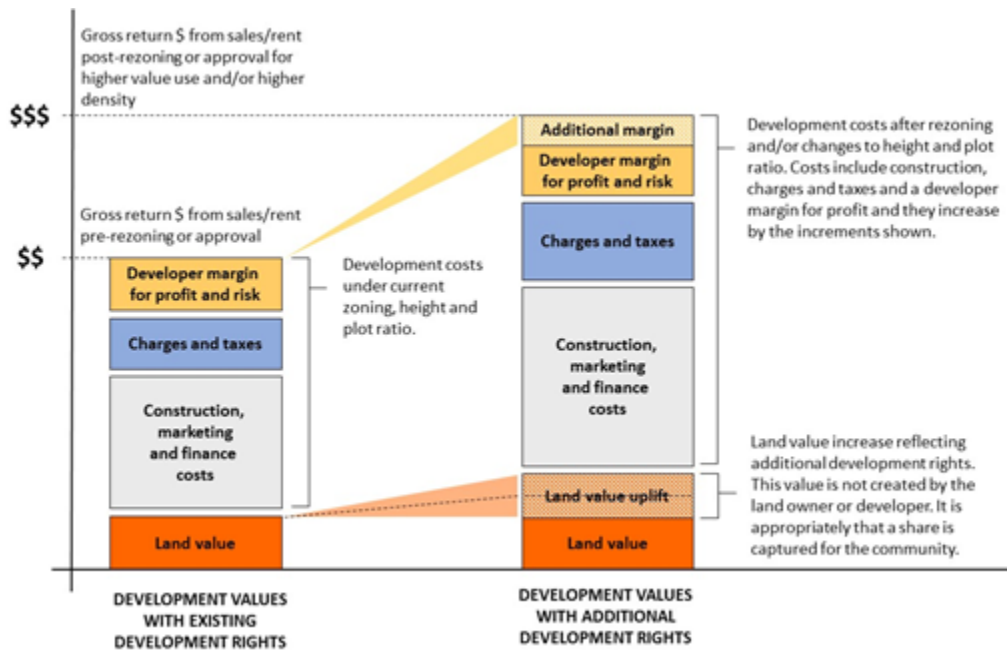 Gross return $ from sales/rent
post-rezoning or approval for
higher value use and/or higher
density
$$$
Gross return $ from sales/rent
pre-rezoning or approval
$$
Developer margin
for profit and risk
Charges and taxes
Construction,
marketing
and finance
costs
Land value
Development costs
under current
zoning, height and
plot ratio.
Additional margin
Developer margin
for profit and risk
Charges and taxes
Construction,
marketing
and finance
costs
Land value uplift
Land value
Development costs after rezoning
and/or changes to height and plot
ratio. Costs include construction,
charges and taxes and a developer
margin for profit and they increase
by the increments shown.
Land value increase reflecting
additional development rights.
This value is not created by the
land owner or developer. It is
appropriately that a share is
captured for the community.
DEVELOPMENT VALUES
WITH EXISTING
DEVELOPMENT RIGHTS
DEVELOPMENT VALUES
WITH ADDITIONAL
DEVELOPMENT RIGHTS